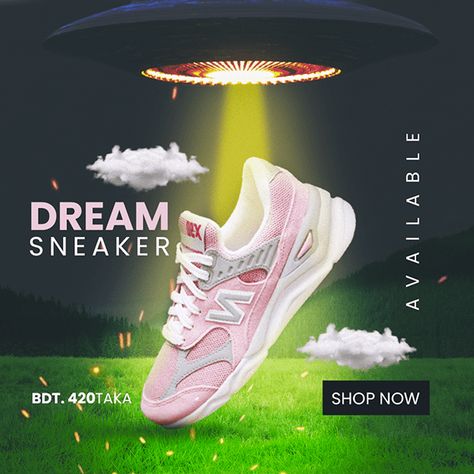 DREAM
SNEAKER
AVAILABLE
BDT. 420TAKA
SHOP NOW
N